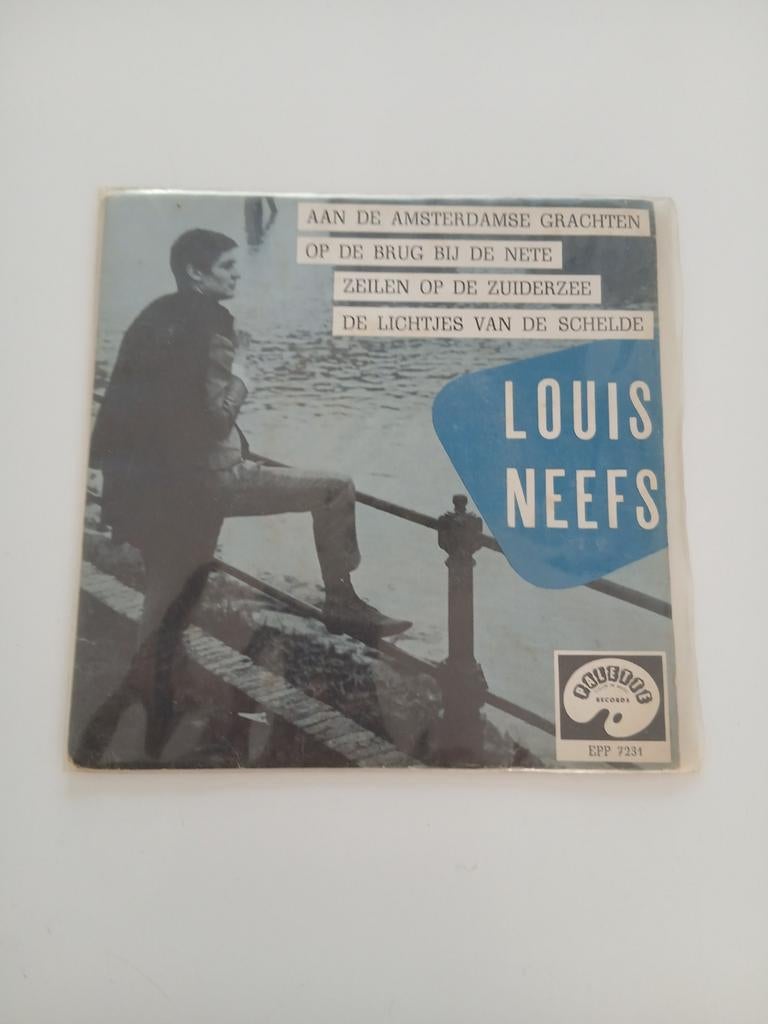 AAN DE AMSTERDAMSE GRACHTEN
OP DE BRUG BIJ DE NETE
ZEILEN OP DE ZUIDERZEE
DE LICHTJES VAN DE SCHELDE
LOUIS
NEEFS
PALETTE
RECORDS
EPP 7231